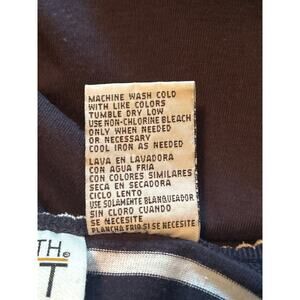 MACHINE WASH COLD
WITH LIKE COLORS
TUMBLE DRY LOW
USE NON-CHLORINE BLEACH
ONLY WHEN NEEDED
OR NECESSARY
COOL IRON AS NEEDED
LAVA EN LAVADORA
CON AGUA FRIA
CON COLORES SIMILARES
SECA EN SECADORA
CICLO LENTO
USE SOLAMENTE BLANQUEADOR
SIN CLORO CUANDO
SE NECESITE
PLANCHA FRIA SI SE NECESITE
TH®
T